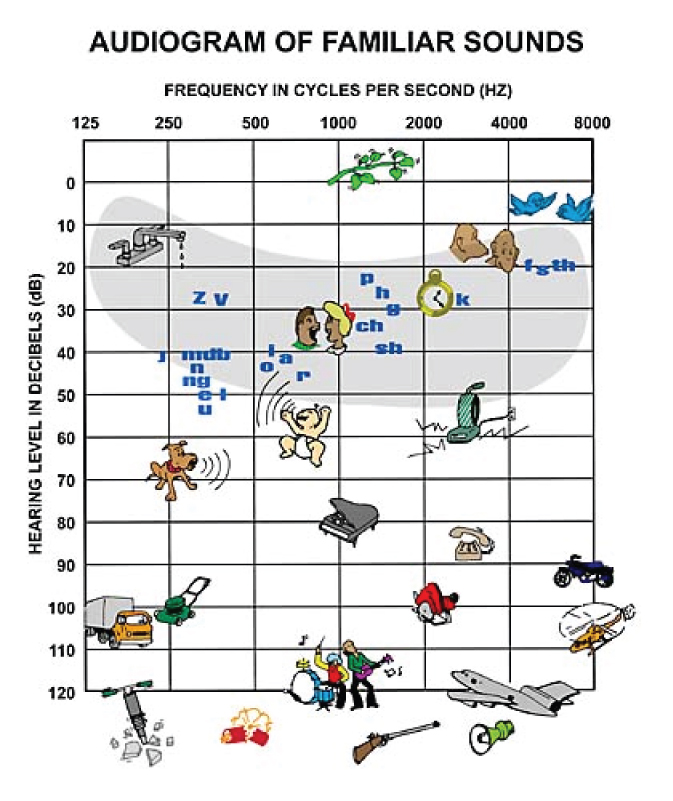 AUDIOGRAM OF FAMILIAR SOUNDS
FREQUENCY IN CYCLES PER SECOND (HZ)
125 250 500 1000 2000 4000 8000
HEARING LEVEL IN DECIBELS (dB)
0
10
20
f s th
p
h
z v
30
g
k
ch
40
j mdb
i
a
sh
n
o
ng
r
50
e l
u
60
70
80
90
100
110
120